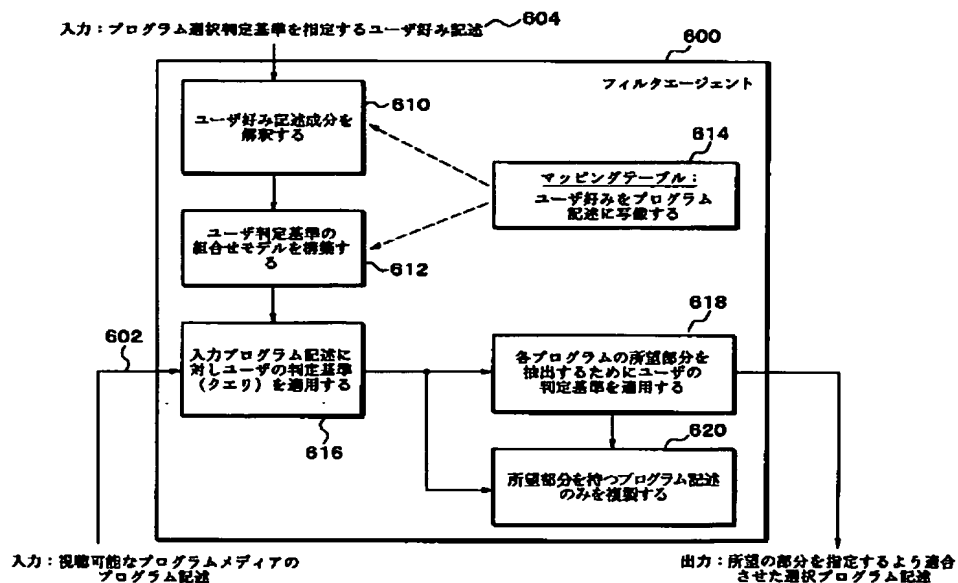 入力：プログラム選択判定基準を指定するユーザ好み記述
604
600
フィルタエージェント
610
ユーザ好み記述成分を
解釈する
614
マッピングテーブル：
ユーザ好みをプログラム
記述に写像する
ユーザ判定基準の
組合せモデルを構築す
る
612
602
618
入力プログラム記述に
対しユーザの判定基準
（クエリ）を適用する
各プログラムの所望部分を
抽出するためにユーザの
判定基準を適用する
616
620
所望部分を持つプログラム記述
のみを複製する
入力：視聴可能なプログラムメディアの
プログラム記述
出力：所望の部分を指定するよう適合
させた選択プログラム記述